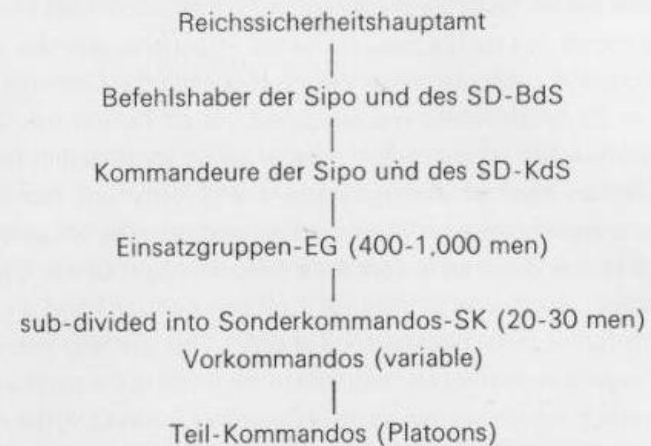 Reichssicherheitshauptamt
Befehlshaber der Sipo und des SD-BdS
Kommandeure der Sipo und des SD-KdS
Einsatzgruppen-EG (400-1,000 men)
sub-divided into Sonderkommandos-SK (20-30 men)
Vorkommandos (variable)
Teil-Kommandos (Platoons)